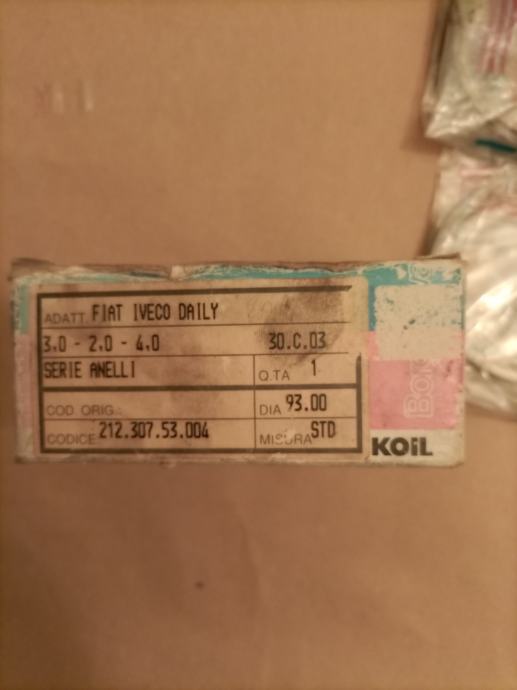 ADATT. FIAT IVECO DAILY
3.0 - 2.0 - 4.0 30.C.03
SERIE ANELLI Q.TA 1
COD. ORIG.: DIA 93.00
CODICE 212.307.53.004 MISURA STD
KOiL